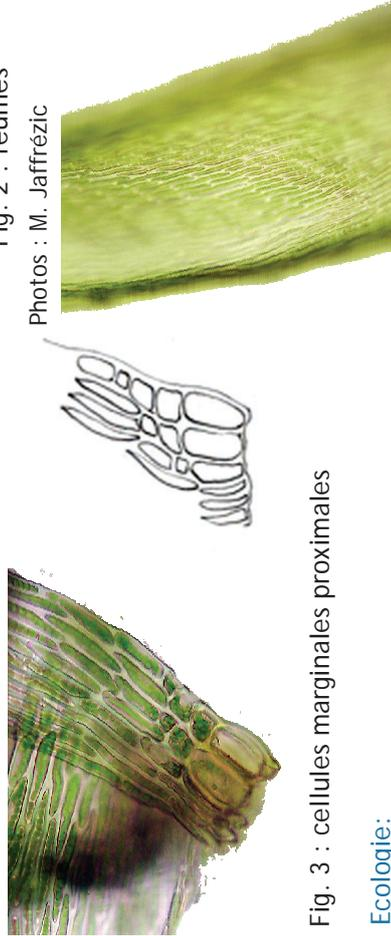 Fig. 2 : feuilles
Photos : M. Jaffrézic
Fig. 3 : cellules marginales proximales
Ecologie: